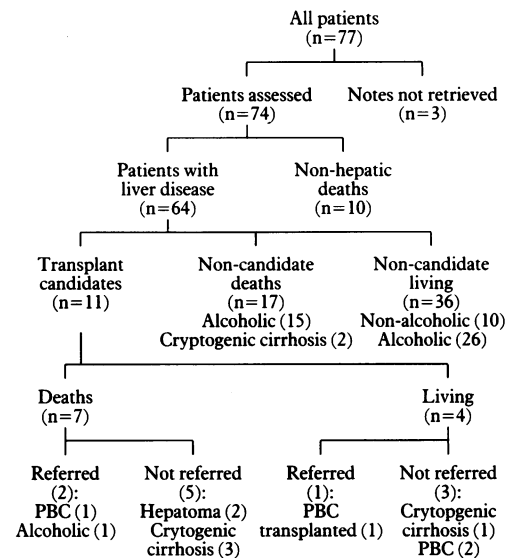 All patients
(n=77)
Patients assessed
(n=74)
Notes not retrieved
(n=3)
Patients with
liver disease
(n=64)
Non-hepatic
deaths
(n=10)
Transplant
candidates
(n=11)
Non-candidate
deaths
(n=17)
Alcoholic (15)
Cryptogenic cirrhosis (2)
Non-candidate
living
(n=36)
Non-alcoholic (10)
Alcoholic (26)
Deaths
(n=7)
Living
(n=4)
Referred
(2):
PBC (1)
Alcoholic (1)
Not referred
(5):
Hepatoma (2)
Crytogenic
cirrhosis (3)
Referred
(1):
PBC
transplanted (1)
Not referred
(3):
Crytopgenic
cirrhosis (1)
PBC (2)